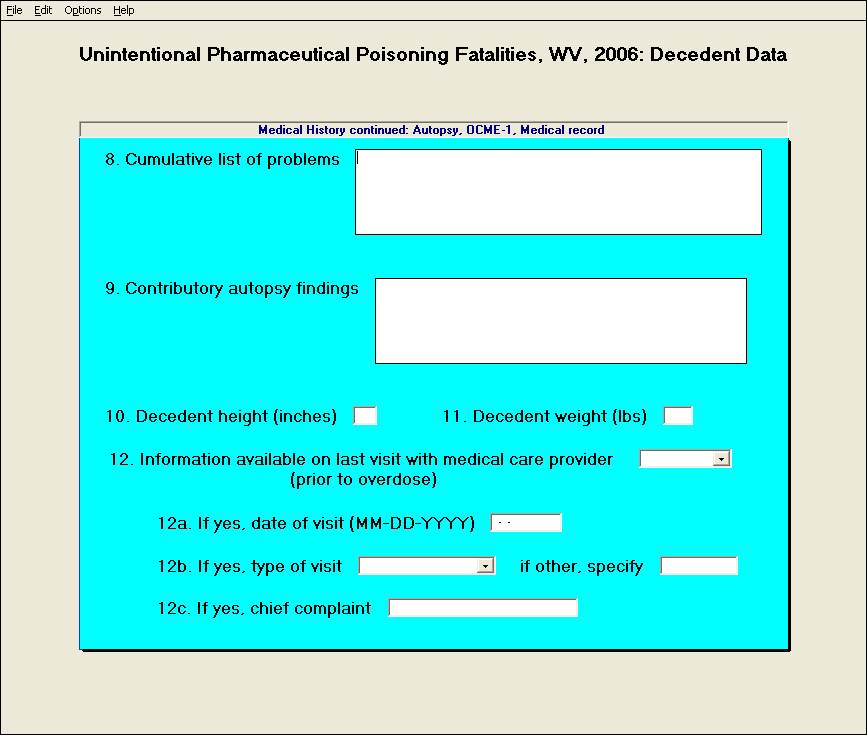 File Edit Options Help
Unintentional Pharmaceutical Poisoning Fatalities, WV, 2006: Decedent Data
Medical History continued: Autopsy, OCME-1, Medical record
8. Cumulative list of problems
9. Contributory autopsy findings
10. Decedent height (inches) 11. Decedent weight (lbs)
12. Information available on last visit with medical care provider
(prior to overdose)
12a. If yes, date of visit (MM-DD-YYYY) - -
12b. If yes, type of visit if other, specify
12c. If yes, chief complaint